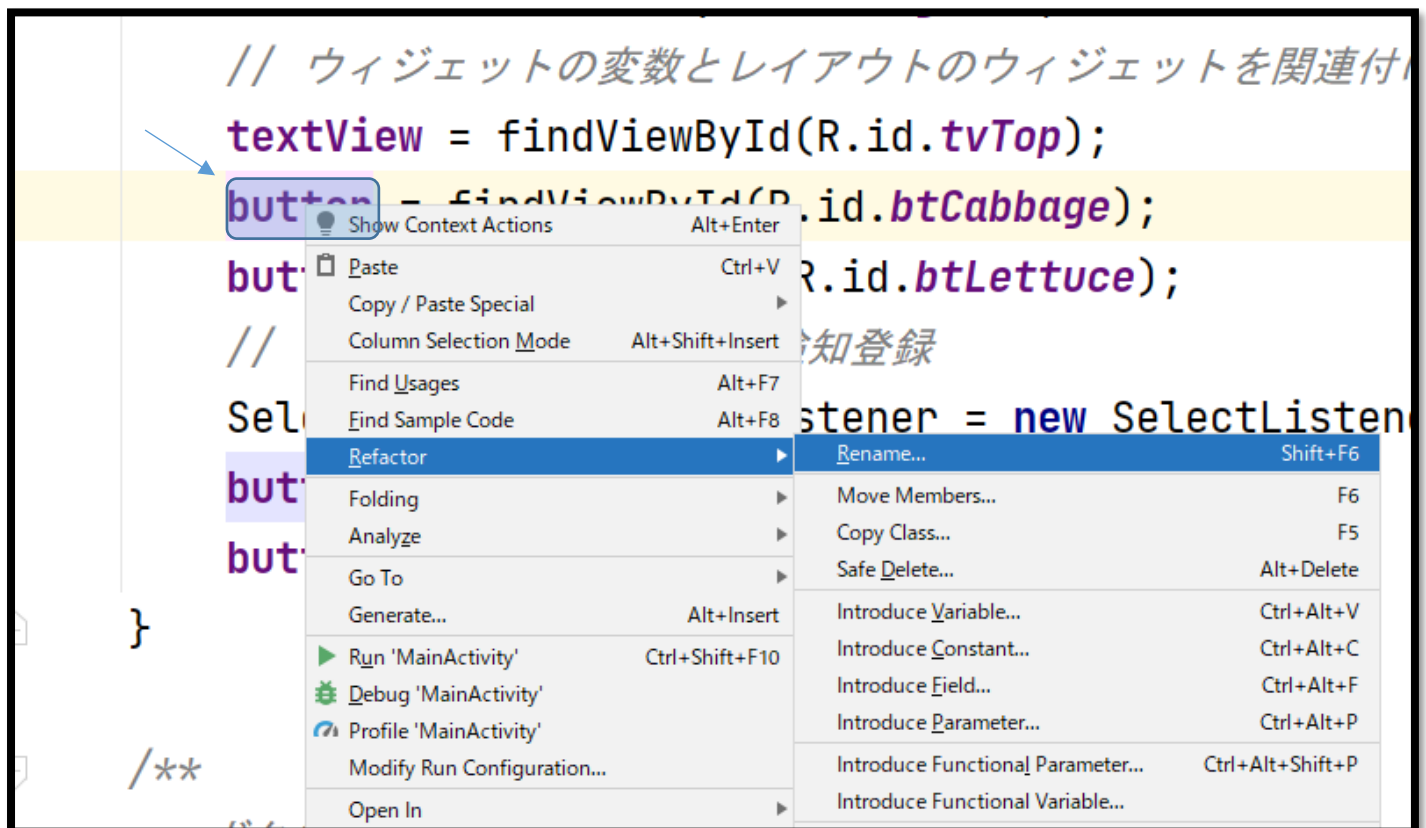 // ウィジェットの変数とレイアウトのウィジェットを関連付け
textView = findViewById(R.id.tvTop);
button = findViewById(R.id.btCabbage);
Show Context Actions Alt+Enter
but R.id.btLettuce);
Paste Ctrl+V
Copy / Paste Special
// 知登録
Column Selection Mode Alt+Shift+Insert
Find Usages Alt+F7
Sel stener = new SelectListen
Find Sample Code Alt+F8
Refactor
Rename... Shift+F6
but
Folding
Move Members... F6
Analyze
Copy Class... F5
but
Go To
Safe Delete... Alt+Delete
}
Generate... Alt+Insert
Introduce Variable... Ctrl+Alt+V
Run 'MainActivity' Ctrl+Shift+F10
Introduce Constant... Ctrl+Alt+C
Debug 'MainActivity'
Introduce Field... Ctrl+Alt+F
Profile 'MainActivity'
Introduce Parameter... Ctrl+Alt+P
/**
Modify Run Configuration...
Introduce Functional Parameter... Ctrl+Alt+Shift+P
Open In
Introduce Functional Variable...